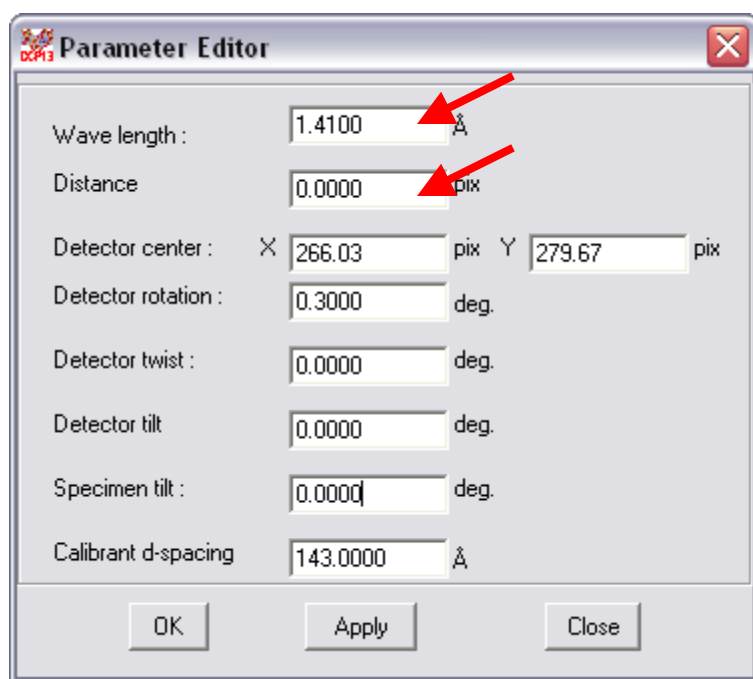 DCP13 Parameter Editor
Wave length : 1.4100 Å
Distance 0.0000 pix
Detector center : X 266.03 pix Y 279.67 pix
Detector rotation : 0.3000 deg.
Detector twist : 0.0000 deg.
Detector tilt 0.0000 deg.
Specimen tilt : 0.0000 deg.
Calibrant d-spacing 143.0000 Å
OK Apply Close